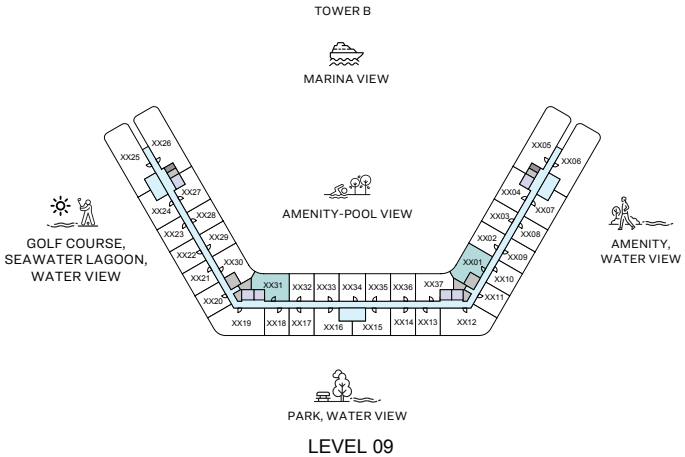 TOWER B
MARINA VIEW
XX26
XX25
XX05
XX06
XX27
XX04
XX24
XX28
XX03
XX07
AMENITY-POOL VIEW
XX23
XX29
XX02
XX08
GOLF COURSE,
SEAWATER LAGOON,
WATER VIEW
AMENITY,
WATER VIEW
XX22
XX30
XX01
XX09
XX21
XX10
XX20
XX31
XX32
XX33
XX34
XX35
XX36
XX37
XX11
XX19
XX18
XX17
XX16
XX15
XX14
XX13
XX12
PARK, WATER VIEW
LEVEL 09